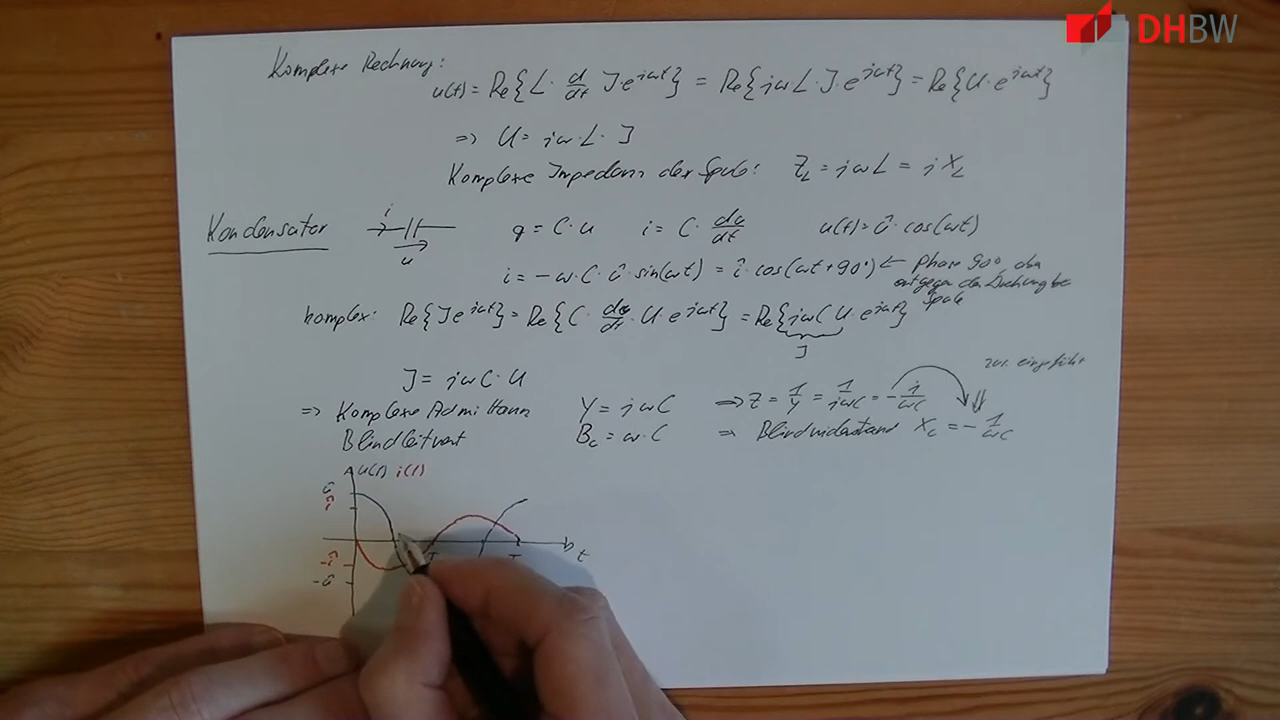 DHBW
Komplexe Rechnung:
u(t) = Re{L · d/dt I e^jωt} = Re{jωL · I · e^jωt} = Re{U · e^jωt}
=> U = jω · L · I
Komplexe Impedanz der Spule: Z_L = jωL = jX_L
Kondensator i u q = C · u i = C · du/dt u(t) = û · cos(ωt)
i = -ω · C · û · sin(ωt) = î · cos(ωt + 90°) ← Phase 90°
entgegen der Drehung bei
Spule
komplex: Re{I e^jωt} = Re{C · d/dt · U e^jωt} = Re{jωC U e^jωt}
I
I = jωC · U
zur. eingeführt
=> Komplexe Admittanz Y = jωC => Z = 1/Y = 1/jωC = -j/ωC
Blindleitwert B_C = ω · C => Blindwiderstand X_C = - 1/ωC
u(t) i(t)
û
î
-î
-û
T
t